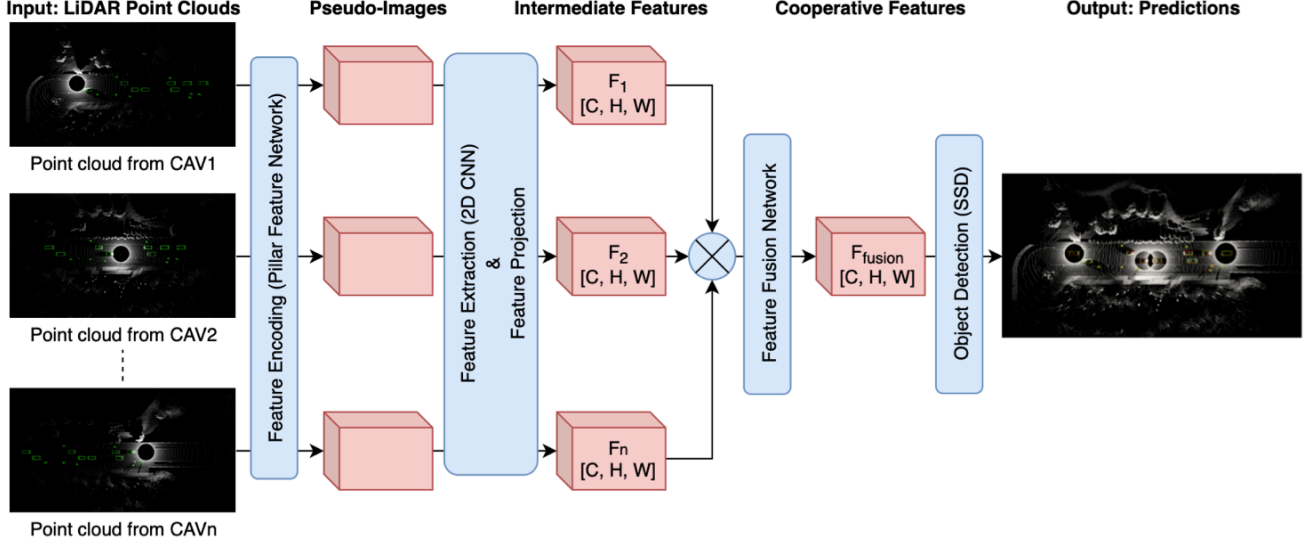 Input: LiDAR Point Clouds
Pseudo-Images
Intermediate Features
Cooperative Features
Output: Predictions
Point cloud from CAV1
Point cloud from CAV2
Point cloud from CAVn
Feature Encoding (Pillar Feature Network)
Feature Extraction (2D CNN)
&
Feature Projection
F1
[C, H, W]
F2
[C, H, W]
Fn
[C, H, W]
Feature Fusion Network
Ffusion
[C, H, W]
Object Detection (SSD)